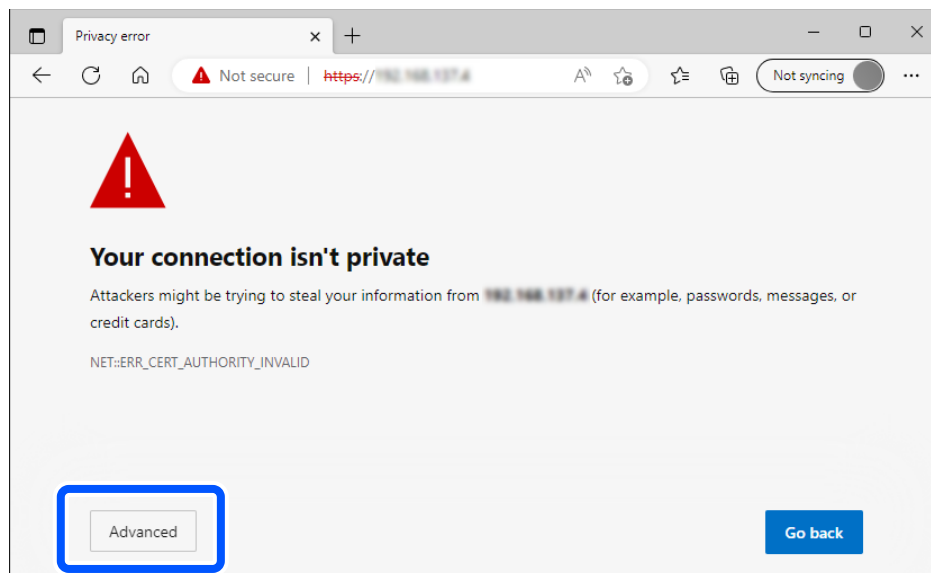 Privacy error
Not secure | https://
Not syncing
Your connection isn't private
Attackers might be trying to steal your information from (for example, passwords, messages, or
credit cards).
NET::ERR_CERT_AUTHORITY_INVALID
Advanced
Go back